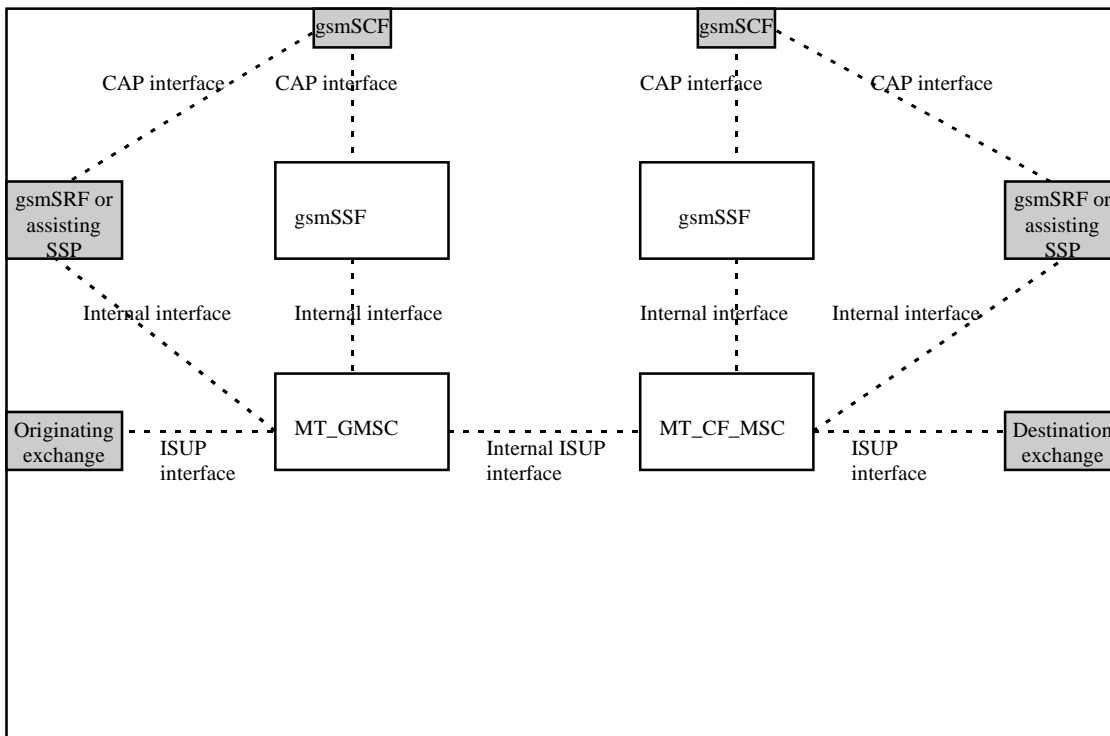 gsmSCF
gsmSCF
CAP interface
CAP interface
CAP interface
CAP interface
gsmSRF or
assisting
SSP
gsmSSF
gsmSSF
gsmSRF or
assisting
SSP
Internal interface
Internal interface
Internal interface
Internal interface
Originating
exchange
ISUP
interface
MT_GMSC
Internal ISUP
interface
MT_CF_MSC
ISUP
interface
Destination
exchange